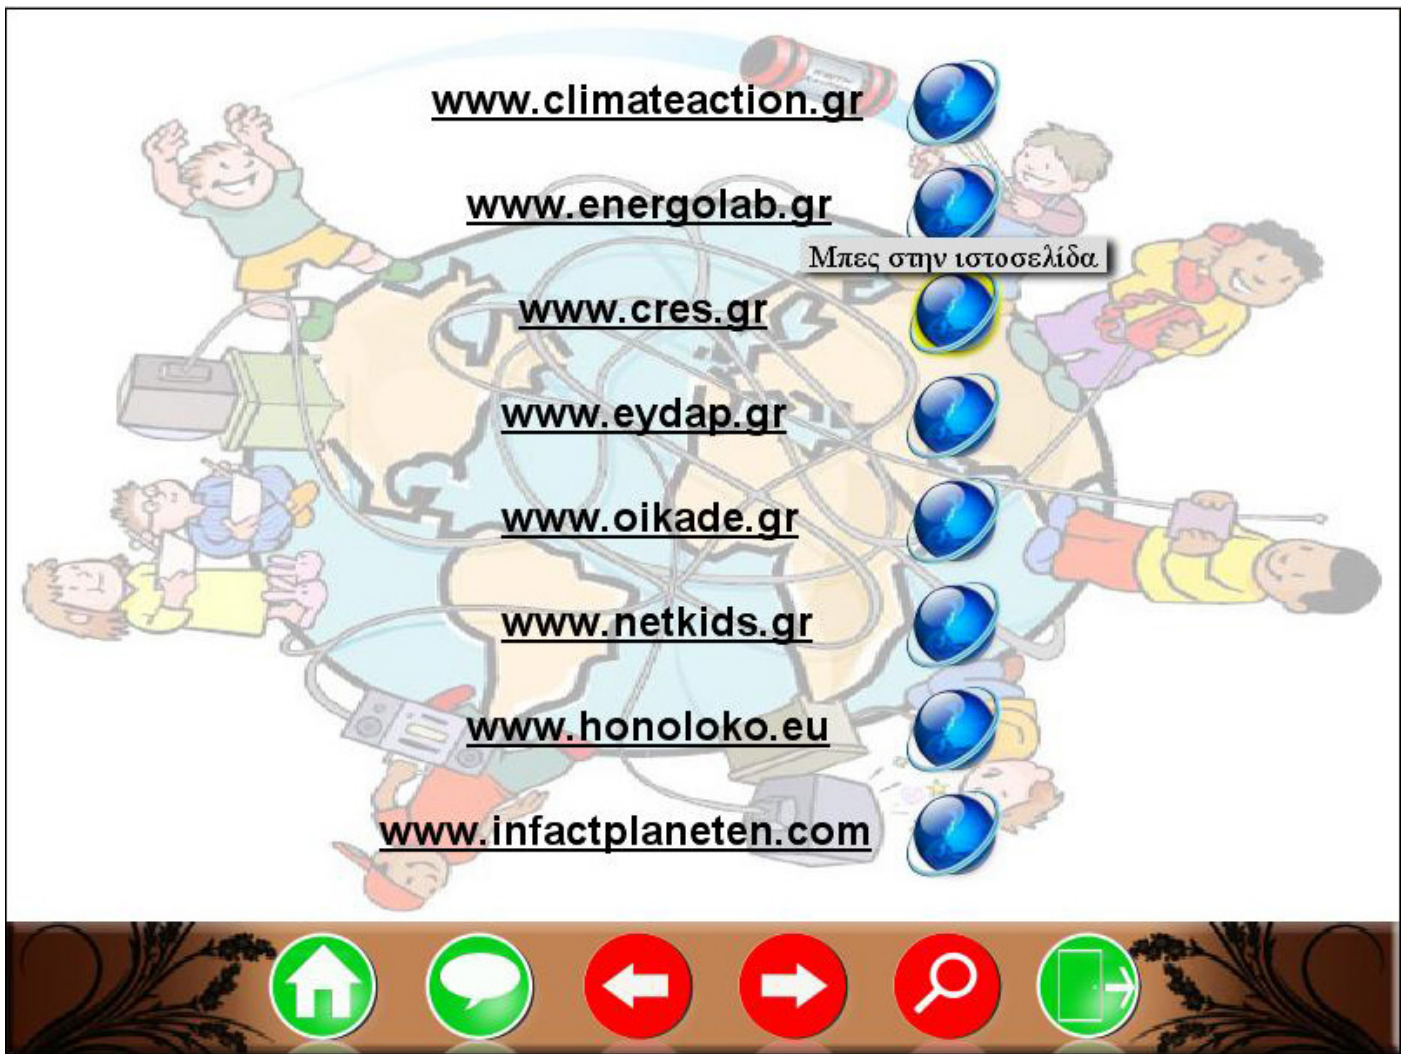 www.climateaction.gr
www.energolab.gr
Μπες στην ιστοσελίδα
www.cres.gr
www.eydap.gr
www.oikade.gr
www.netkids.gr
www.honoloko.eu
www.infactplaneten.com